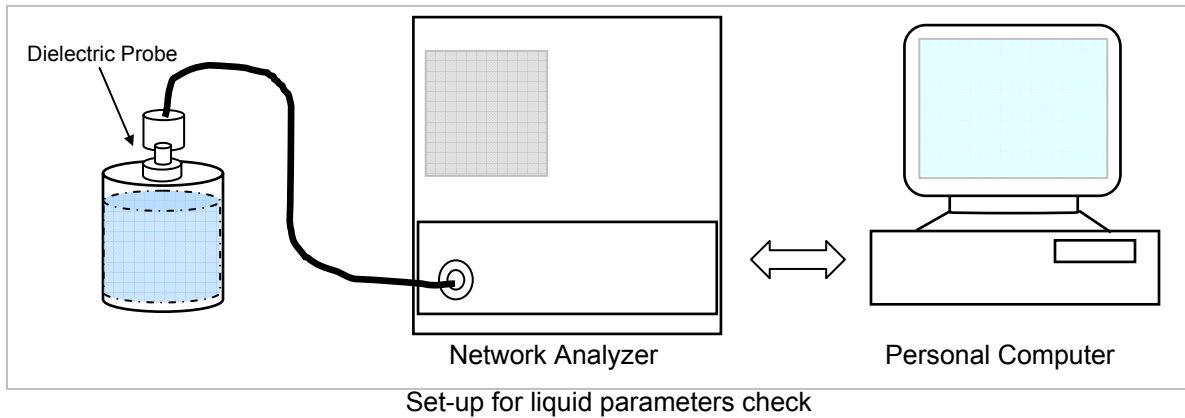 Dielectric Probe
Network Analyzer
Personal Computer
Set-up for liquid parameters check